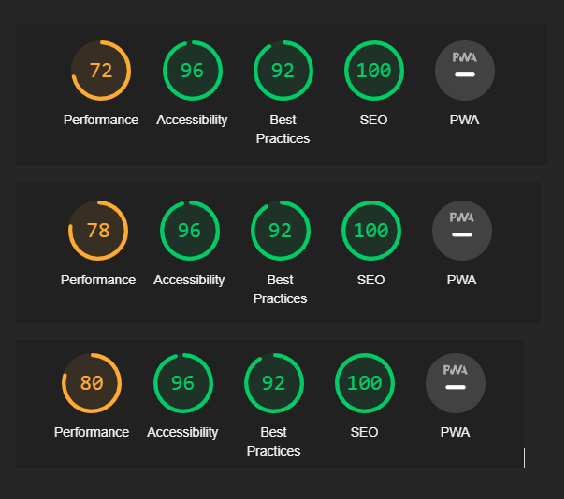 72 96 92 100 PWA
Performance Accessibility Best SEO PWA
Practices
78 96 92 100 PWA
Performance Accessibility Best SEO PWA
Practices
80 96 92 100 PWA
Performance Accessibility Best SEO PWA
Practices